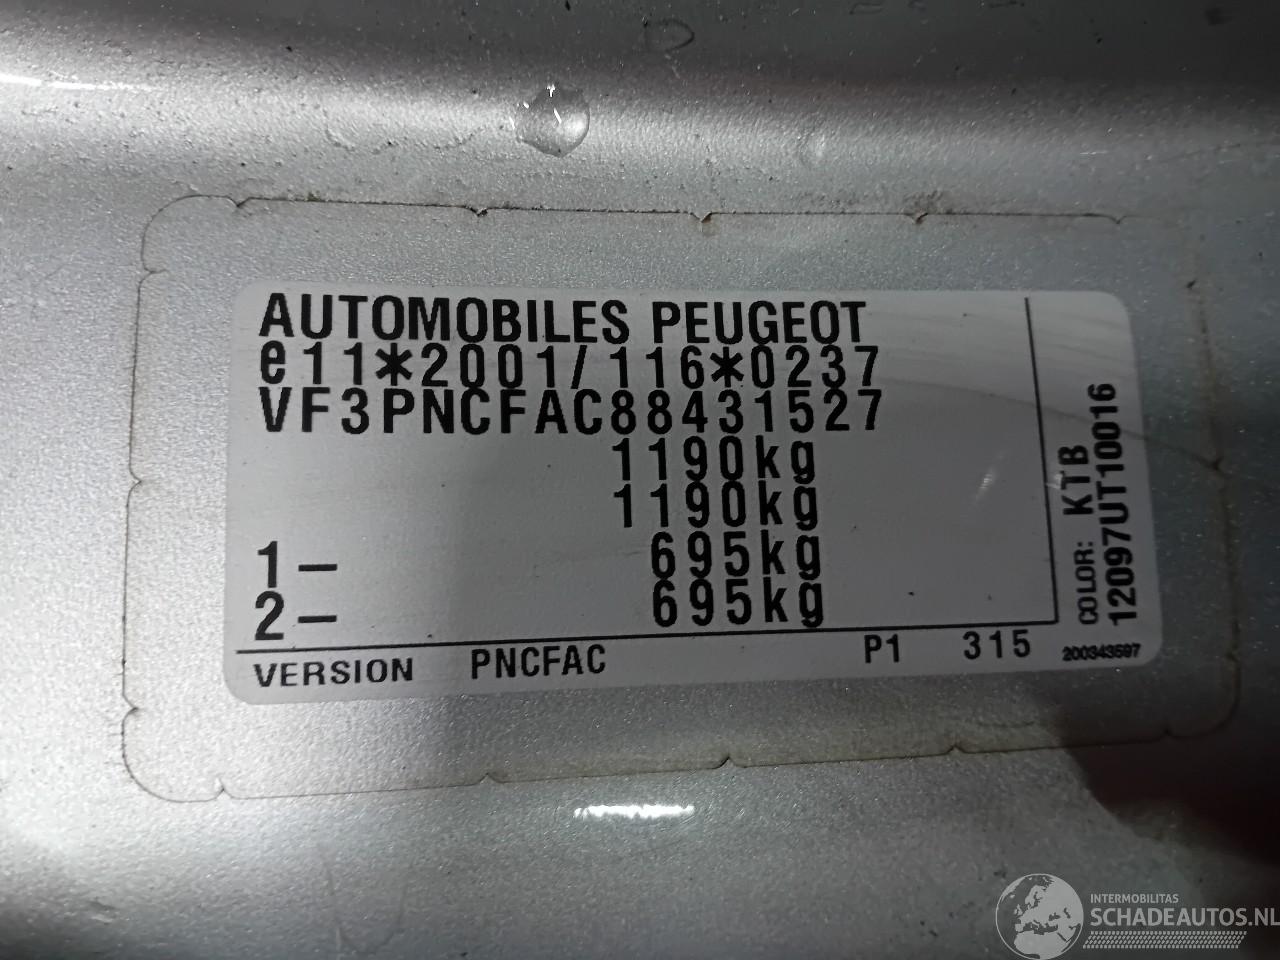 AUTOMOBILES PEUGEOT
e11*2001/116*0237
VF3PNCFAC88431527
1190kg
1190kg
1- 695kg
2- 695kg
VERSION PNCFAC P1 315
COLOR: KTB
12097UT10016
200343597
INTERMOBILITAS
SCHADEAUTOS.NL